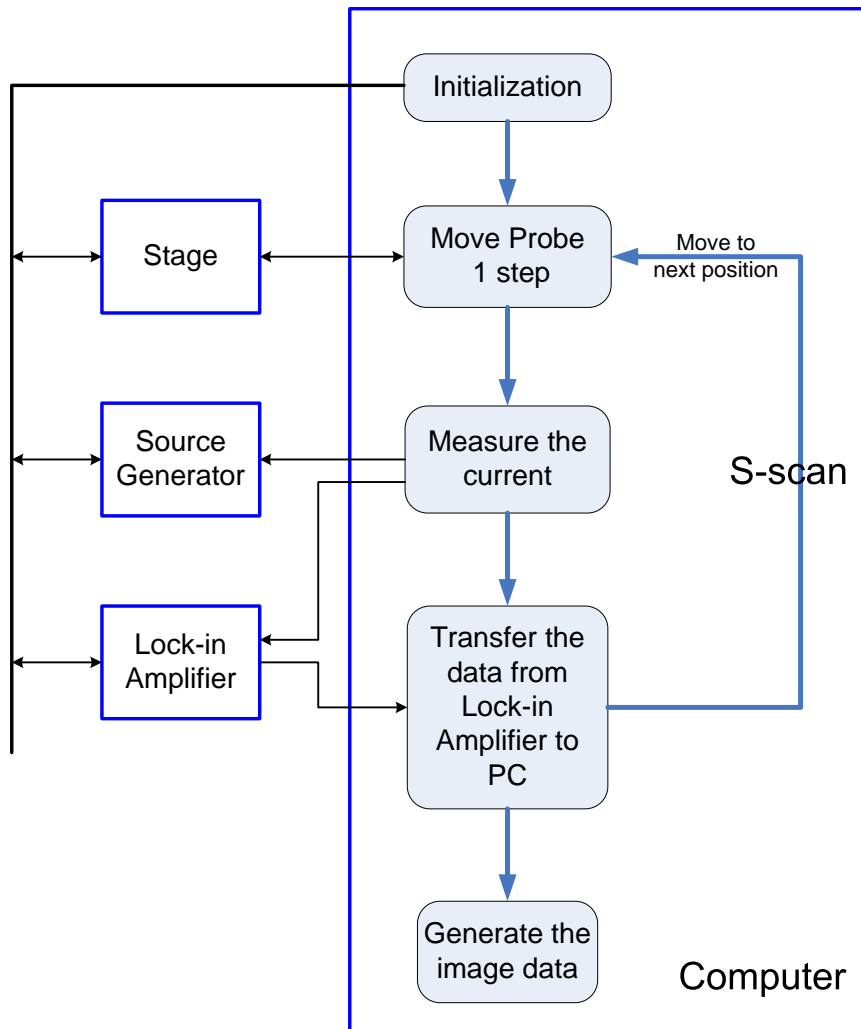 Initialization
Stage
Move Probe
1 step
Move to
next position
Source
Generator
Measure the
current
S-scan
Lock-in
Amplifier
Transfer the
data from
Lock-in
Amplifier to
PC
Generate the
image data
Computer